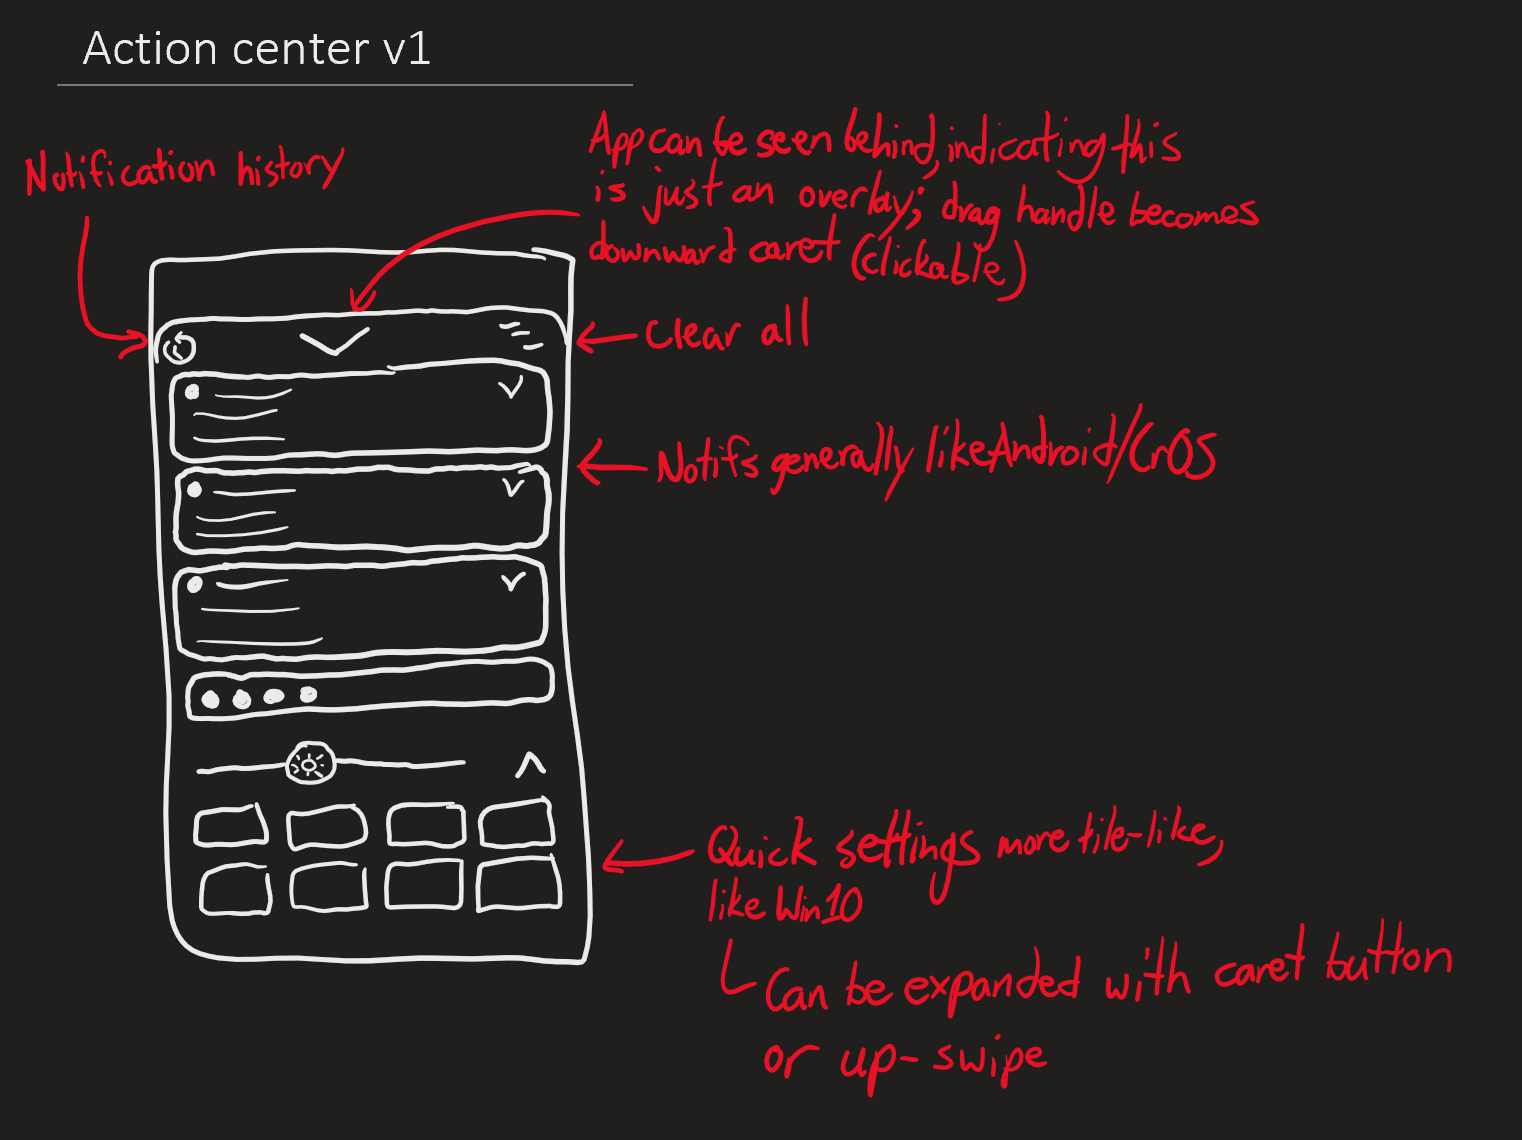 Action center v1
Notification history
App can be seen behind, indicating this
is just an overlay; drag handle becomes
downward caret (clickable)
Clear all
Notifs generally like Android/CrOS
Quick settings more tile-like,
like Win10
Can be expanded with caret button
or up-swipe